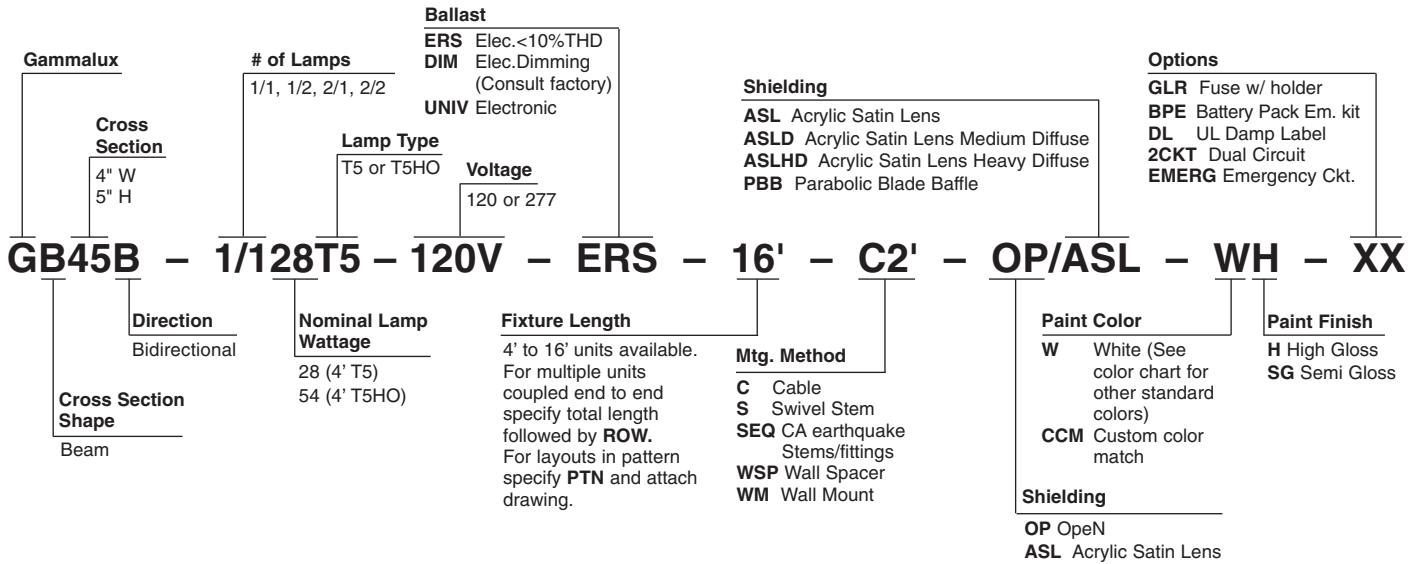 Ballast
ERS Elec.<10%THD
DIM Elec.Dimming
(Consult factory)
UNIV Electronic
Gammalux
# of Lamps
1/1, 1/2, 2/1, 2/2
Options
GLR Fuse w/ holder
BPE Battery Pack Em. kit
DL UL Damp Label
2CKT Dual Circuit
EMERG Emergency Ckt.
Shielding
ASL Acrylic Satin Lens
ASLD Acrylic Satin Lens Medium Diffuse
ASLHD Acrylic Satin Lens Heavy Diffuse
PBB Parabolic Blade Baffle
Cross
Section
4" W
5" H
Lamp Type
T5 or T5HO
Voltage
120 or 277
GB45B – 1/128T5 – 120V – ERS – 16' – C2' – OP/ASL – WH – XX
Direction
Bidirectional
Cross Section
Shape
Beam
Nominal Lamp
Wattage
28 (4' T5)
54 (4' T5HO)
Fixture Length
4’ to 16’ units available.
For multiple units
coupled end to end
specify total length
followed by ROW.
For layouts in pattern
specify PTN and attach
drawing.
Mtg. Method
C Cable
S Swivel Stem
SEQ CA earthquake
Stems/fittings
WSP Wall Spacer
WM Wall Mount
Paint Color
W White (See
color chart for
other standard
colors)
CCM Custom color
match
Paint Finish
H High Gloss
SG Semi Gloss
Shielding
OP OpeN
ASL Acrylic Satin Lens